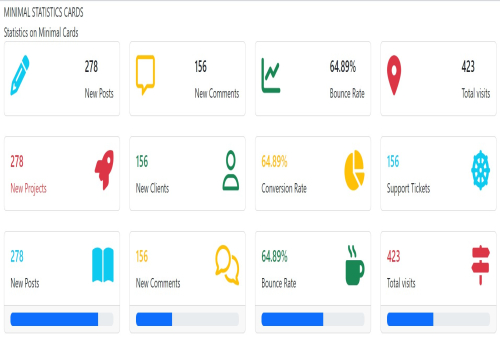 MINIMAL STATISTICS CARDS
Statistics on Minimal Cards
278
New Posts
156
New Comments
64.89%
Bounce Rate
423
Total visits
278
New Projects
156
New Clients
64.89%
Conversion Rate
156
Support Tickets
278
New Posts
156
New Comments
64.89%
Bounce Rate
423
Total visits